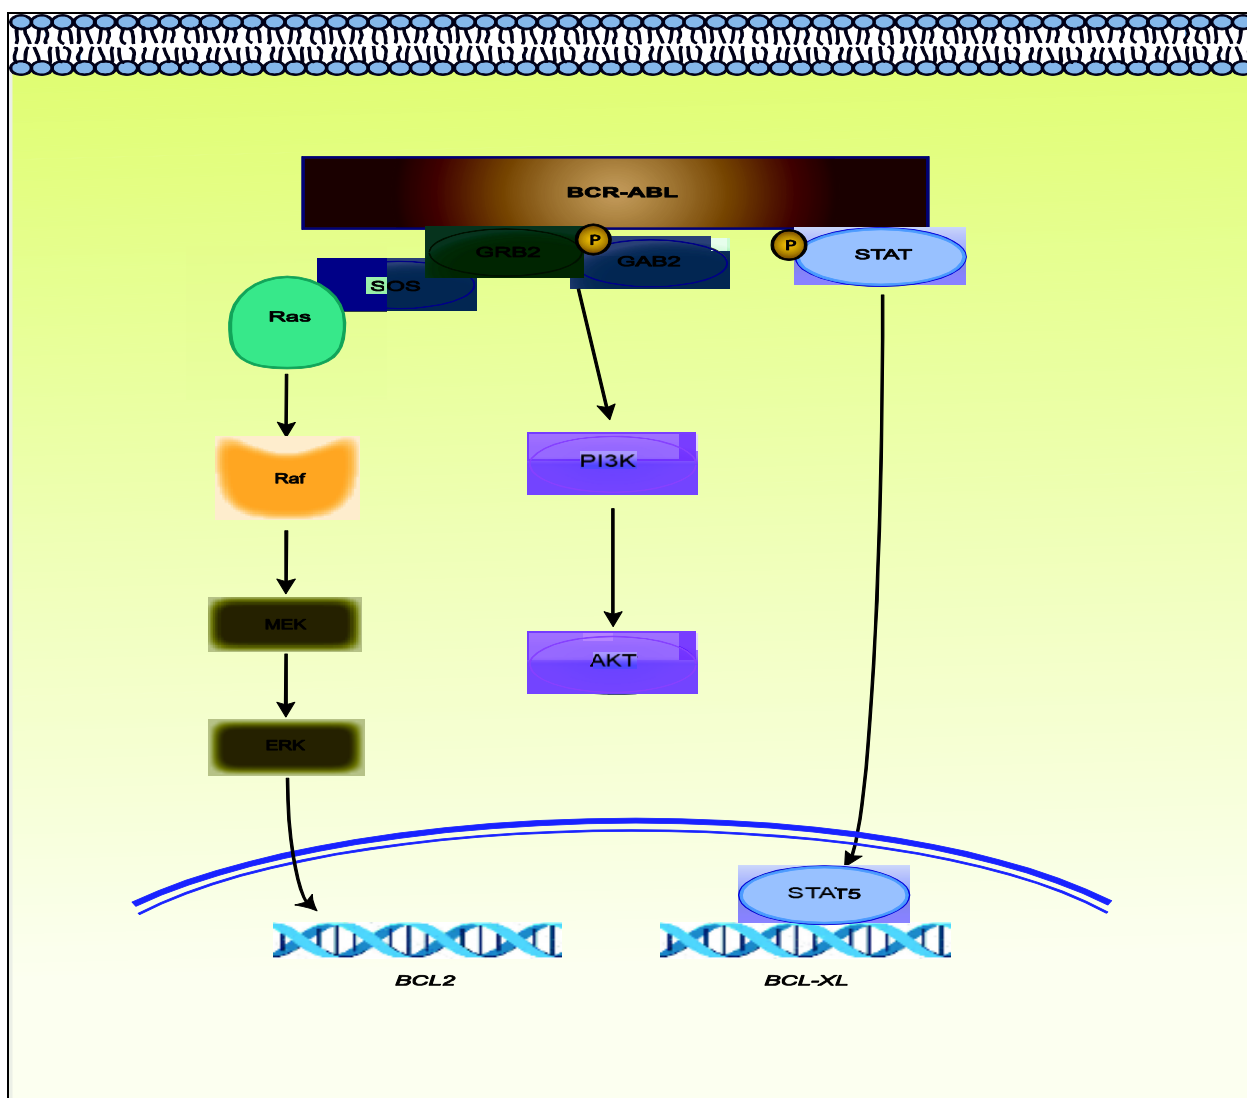 BCR-ABL
GRB2
P
GAB2
P
STAT
SOS
Ras
PI3K
Raf
MEK
AKT
ERK
STAT5
BCL2
BCL-XL